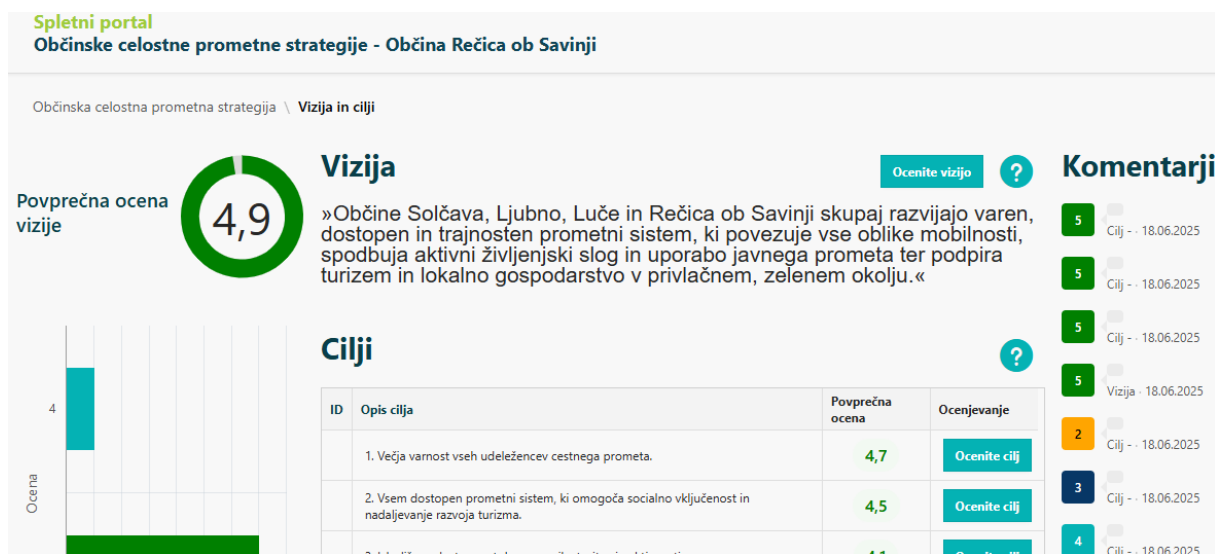 Spletni portal
Občinske celostne prometne strategije - Občina Rečica ob Savinji
Občinska celostna prometna strategija \ Vizija in cilji
Povprečna ocena
vizije
4,9
4
Ocena
Vizija
Ocenite vizijo
?
»Občine Solčava, Ljubno, Luče in Rečica ob Savinji skupaj razvijajo varen,
dostopen in trajnosten prometni sistem, ki povezuje vse oblike mobilnosti,
spodbuja aktivni življenjski slog in uporabo javnega prometa ter podpira
turizem in lokalno gospodarstvo v privlačnem, zelenem okolju.«
Cilji
?
ID Opis cilja Povprečna ocena Ocenjevanje
1. Večja varnost vseh udeležencev cestnega prometa. 4,7 Ocenite cilj
2. Vsem dostopen prometni sistem, ki omogoča socialno vključenost in
nadaljevanje razvoja turizma. 4,5 Ocenite cilj
Komentarji
5 Cilj - · 18.06.2025
5 Cilj - · 18.06.2025
5 Cilj - · 18.06.2025
5 Vizija · 18.06.2025
2 Cilj - · 18.06.2025
3 Cilj - · 18.06.2025
4 Cilj - · 18.06.2025